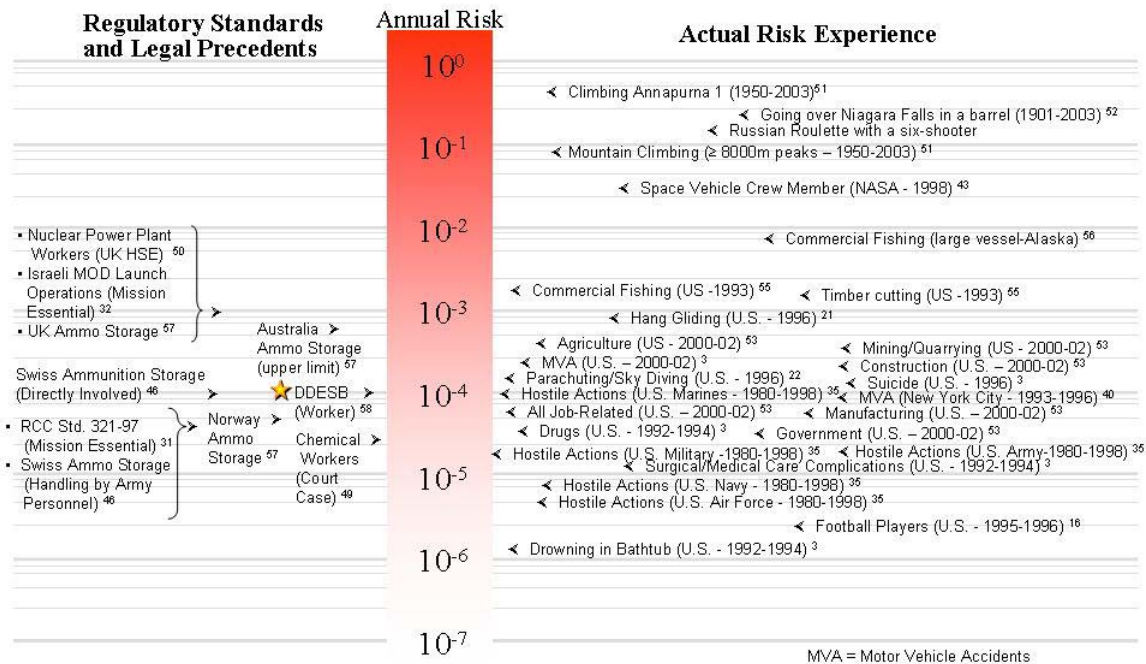 Regulatory Standards
and Legal Precedents
Annual Risk
Actual Risk Experience
10⁰
10⁻¹
10⁻²
10⁻³
10⁻⁴
10⁻⁵
10⁻⁶
10⁻⁷
▪ Nuclear Power Plant
Workers (UK HSE) ⁵⁰
▪ Israeli MOD Launch
Operations (Mission
Essential) ³²
▪ UK Ammo Storage ⁵⁷
Australia
Ammo Storage
(upper limit) ⁵⁷
Swiss Ammunition Storage
(Directly Involved) ⁴⁶
DDESB
(Worker) ⁵⁸
▪ RCC Std. 321-97
(Mission Essential) ³¹
▪ Swiss Ammo Storage
(Handling by Army
Personnel) ⁴⁶
Norway
Ammo
Storage ⁵⁷
Chemical
Workers
(Court
Case) ⁴⁹
Climbing Annapurna 1 (1950-2003)⁵¹
Going over Niagara Falls in a barrel (1901-2003) ⁵²
Russian Roulette with a six-shooter
Mountain Climbing (≥ 8000m peaks – 1950-2003) ⁵¹
Space Vehicle Crew Member (NASA - 1998) ⁴³
Commercial Fishing (large vessel-Alaska) ⁵⁶
Commercial Fishing (US -1993) ⁵⁵
Timber cutting (US -1993) ⁵⁵
Hang Gliding (U.S. - 1996) ²¹
Agriculture (US - 2000-02) ⁵³
Mining/Quarrying (US - 2000-02) ⁵³
MVA (U.S. – 2000-02) ³
Construction (U.S. – 2000-02) ⁵³
Parachuting/Sky Diving (U.S. - 1996) ²²
Suicide (U.S. - 1996) ³
Hostile Actions (U.S. Marines - 1980-1998) ³⁵
MVA (New York City - 1993-1996) ⁴⁰
All Job-Related (U.S. – 2000-02) ⁵³
Manufacturing (U.S. – 2000-02) ⁵³
Drugs (U.S. - 1992-1994) ³
Government (U.S. – 2000-02) ⁵³
Hostile Actions (U.S. Military -1980-1998) ³⁵
Hostile Actions (U.S. Army-1980-1998) ³⁵
Surgical/Medical Care Complications (U.S. - 1992-1994) ³
Hostile Actions (U.S. Navy - 1980-1998) ³⁵
Hostile Actions (U.S. Air Force - 1980-1998) ³⁵
Football Players (U.S. - 1995-1996) ¹⁶
Drowning in Bathtub (U.S. - 1992-1994) ³
MVA = Motor Vehicle Accidents